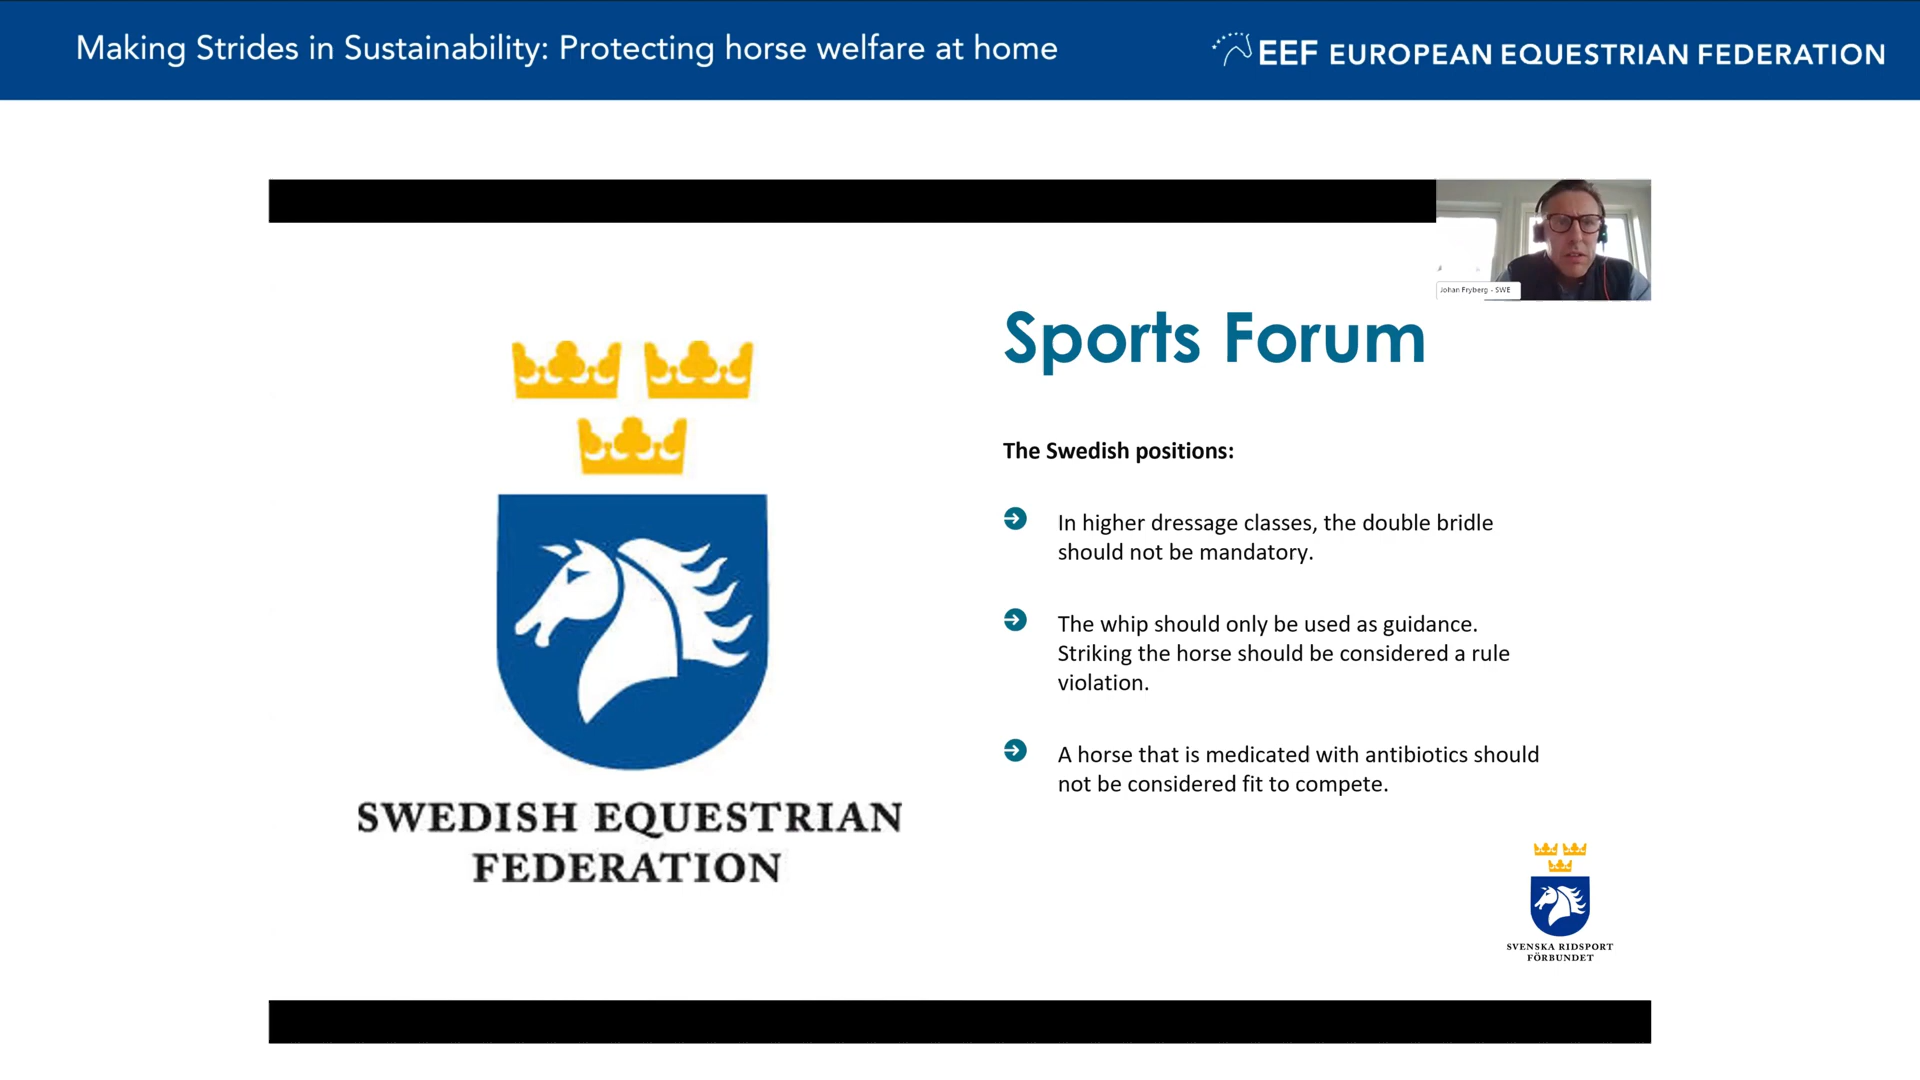 Making Strides in Sustainability: Protecting horse welfare at home
EEF EUROPEAN EQUESTRIAN FEDERATION
Johan Fryberg - SWE
Sports Forum
The Swedish positions:
In higher dressage classes, the double bridle
should not be mandatory.
The whip should only be used as guidance.
Striking the horse should be considered a rule
violation.
A horse that is medicated with antibiotics should
not be considered fit to compete.
SWEDISH EQUESTRIAN
FEDERATION
SVENSKA RIDSPORT
FÖRBUNDET